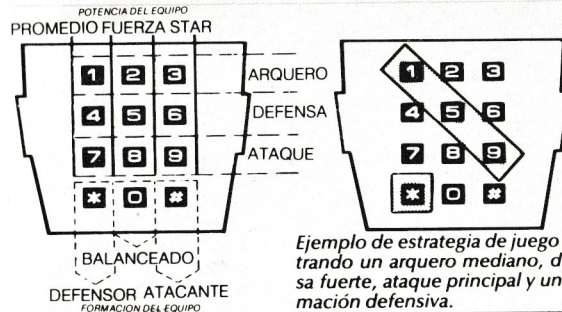 POTENCIA DEL EQUIPO
PROMEDIO FUERZA STAR
1 2 3 ARQUERO
4 5 6 DEFENSA
7 8 9 ATAQUE
* 0 #
BALANCEADO
DEFENSOR ATACANTE
FORMACION DEL EQUIPO
1 2 3
4 5 6
7 8 9
* 0 #
Ejemplo de estrategia de juego
trando un arquero mediano, d
sa fuerte, ataque principal y un
mación defensiva.